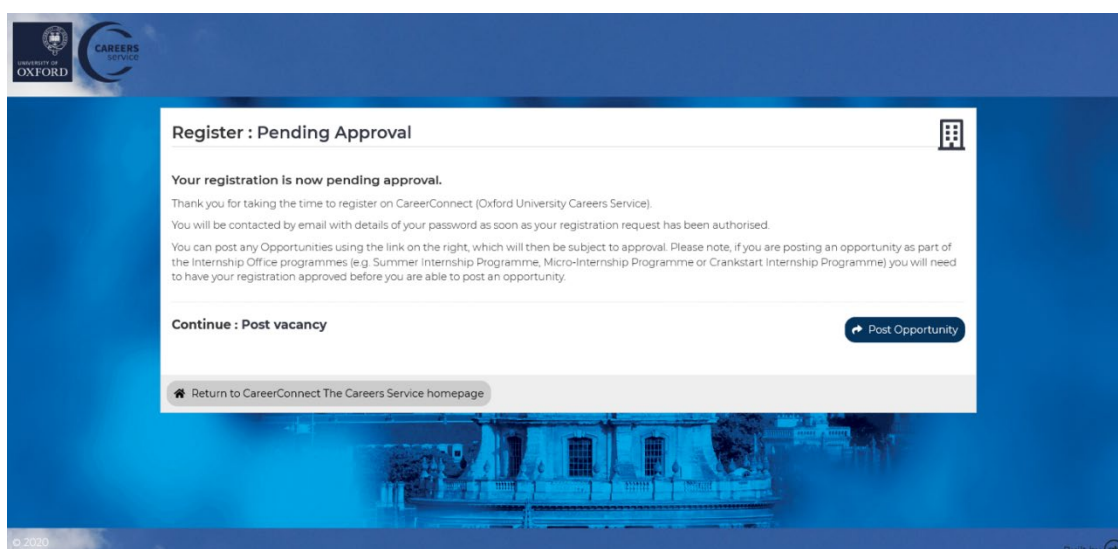 UNIVERSITY OF
OXFORD
CAREERS
service
Register : Pending Approval
Your registration is now pending approval.
Thank you for taking the time to register on CareerConnect (Oxford University Careers Service).
You will be contacted by email with details of your password as soon as your registration request has been authorised.
You can post any Opportunities using the link on the right, which will then be subject to approval. Please note, if you are posting an opportunity as part of
the Internship Office programmes (e.g. Summer Internship Programme, Micro-Internship Programme or Crankstart Internship Programme) you will need
to have your registration approved before you are able to post an opportunity.
Continue : Post vacancy
Post Opportunity
Return to CareerConnect The Careers Service homepage
© 2020